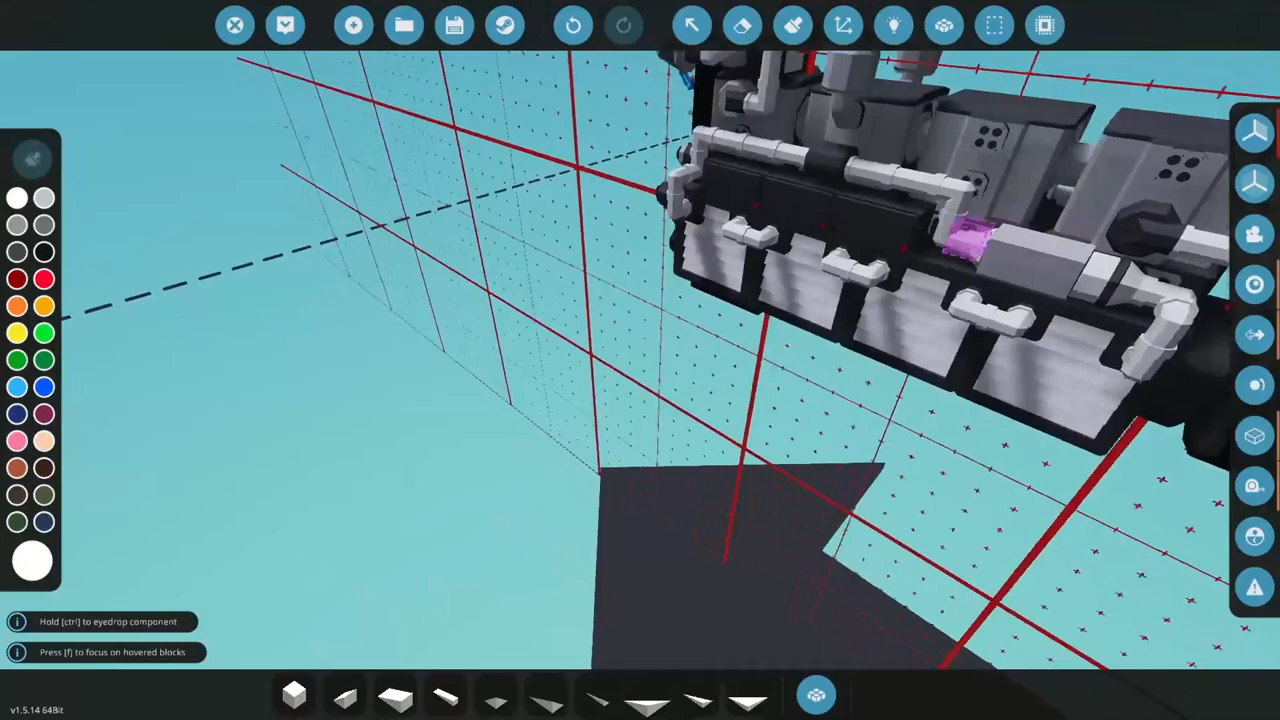 Hold [ctrl] to eyedrop component
Press [f] to focus on hovered blocks
v1.5.14 64Bit